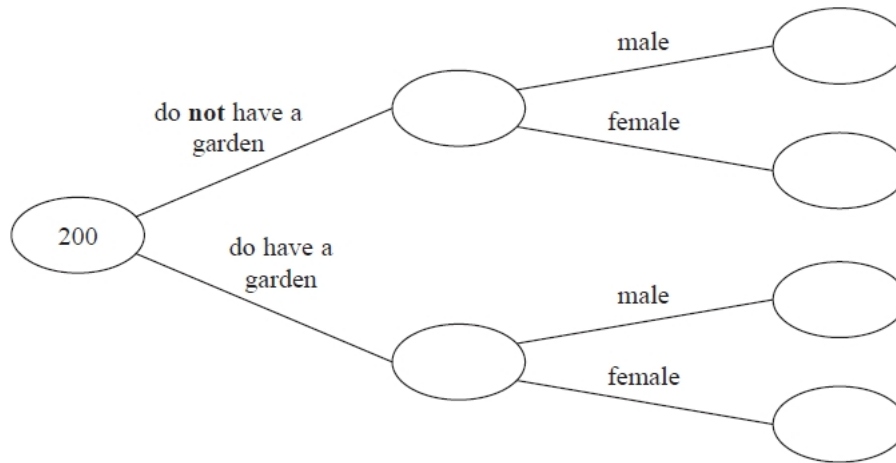 male
do not have a
garden
female
200
do have a
garden
male
female